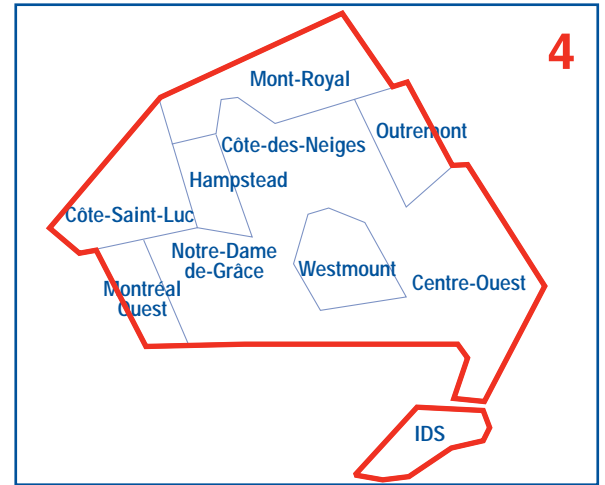 4
Mont-Royal
Outremont
Côte-des-Neiges
Hampstead
Côte-Saint-Luc
Notre-Dame
de-Grâce
Westmount
Centre-Ouest
Montréal
Ouest
IDS